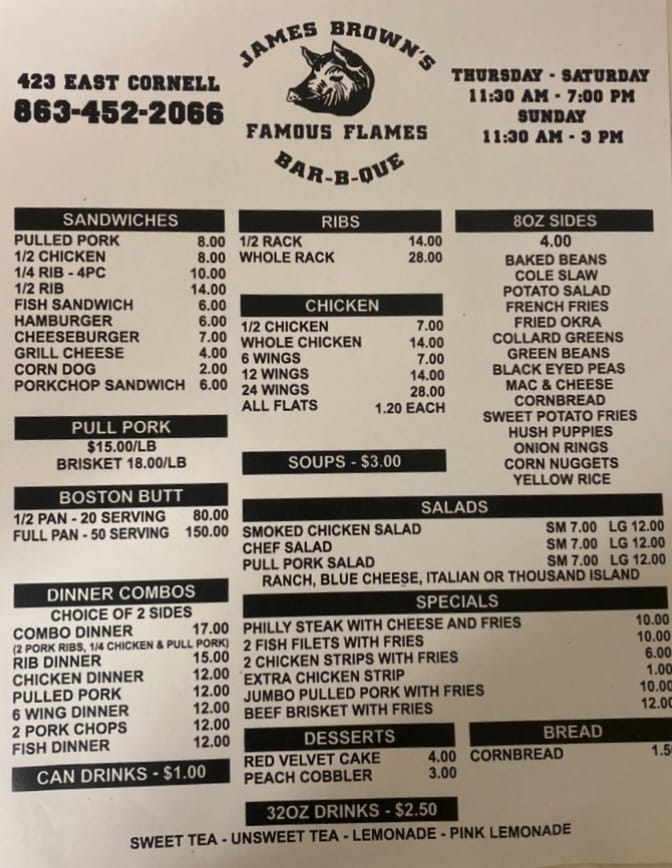 423 EAST CORNELL
863-452-2066
JAMES BROWN'S
FAMOUS FLAMES
BAR-B-QUE
THURSDAY - SATURDAY
11:30 AM - 7:00 PM
SUNDAY
11:30 AM - 3 PM
SANDWICHES
PULLED PORK 8.00
1/2 CHICKEN 8.00
1/4 RIB - 4PC 10.00
1/2 RIB 14.00
FISH SANDWICH 6.00
HAMBURGER 6.00
CHEESEBURGER 7.00
GRILL CHEESE 4.00
CORN DOG 2.00
PORKCHOP SANDWICH 6.00
PULL PORK
$15.00/LB
BRISKET 18.00/LB
BOSTON BUTT
1/2 PAN - 20 SERVING 80.00
FULL PAN - 50 SERVING 150.00
DINNER COMBOS
CHOICE OF 2 SIDES
COMBO DINNER 17.00
(2 PORK RIBS, 1/4 CHICKEN & PULL PORK)
RIB DINNER 15.00
CHICKEN DINNER 12.00
PULLED PORK 12.00
6 WING DINNER 12.00
2 PORK CHOPS 12.00
FISH DINNER 12.00
CAN DRINKS - $1.00
RIBS
1/2 RACK 14.00
WHOLE RACK 28.00
CHICKEN
1/2 CHICKEN 7.00
WHOLE CHICKEN 14.00
6 WINGS 7.00
12 WINGS 14.00
24 WINGS 28.00
ALL FLATS 1.20 EACH
SOUPS - $3.00
8OZ SIDES
4.00
BAKED BEANS
COLE SLAW
POTATO SALAD
FRENCH FRIES
FRIED OKRA
COLLARD GREENS
GREEN BEANS
BLACK EYED PEAS
MAC & CHEESE
CORNBREAD
SWEET POTATO FRIES
HUSH PUPPIES
ONION RINGS
CORN NUGGETS
YELLOW RICE
SALADS
SMOKED CHICKEN SALAD SM 7.00 LG 12.00
CHEF SALAD SM 7.00 LG 12.00
PULL PORK SALAD SM 7.00 LG 12.00
RANCH, BLUE CHEESE, ITALIAN OR THOUSAND ISLAND
SPECIALS
PHILLY STEAK WITH CHEESE AND FRIES 10.00
2 FISH FILETS WITH FRIES 10.00
2 CHICKEN STRIPS WITH FRIES 6.00
EXTRA CHICKEN STRIP 1.00
JUMBO PULLED PORK WITH FRIES 10.00
BEEF BRISKET WITH FRIES 12.00
DESSERTS
RED VELVET CAKE 4.00
PEACH COBBLER 3.00
BREAD
CORNBREAD 1.5
32OZ DRINKS - $2.50
SWEET TEA - UNSWEET TEA - LEMONADE - PINK LEMONADE